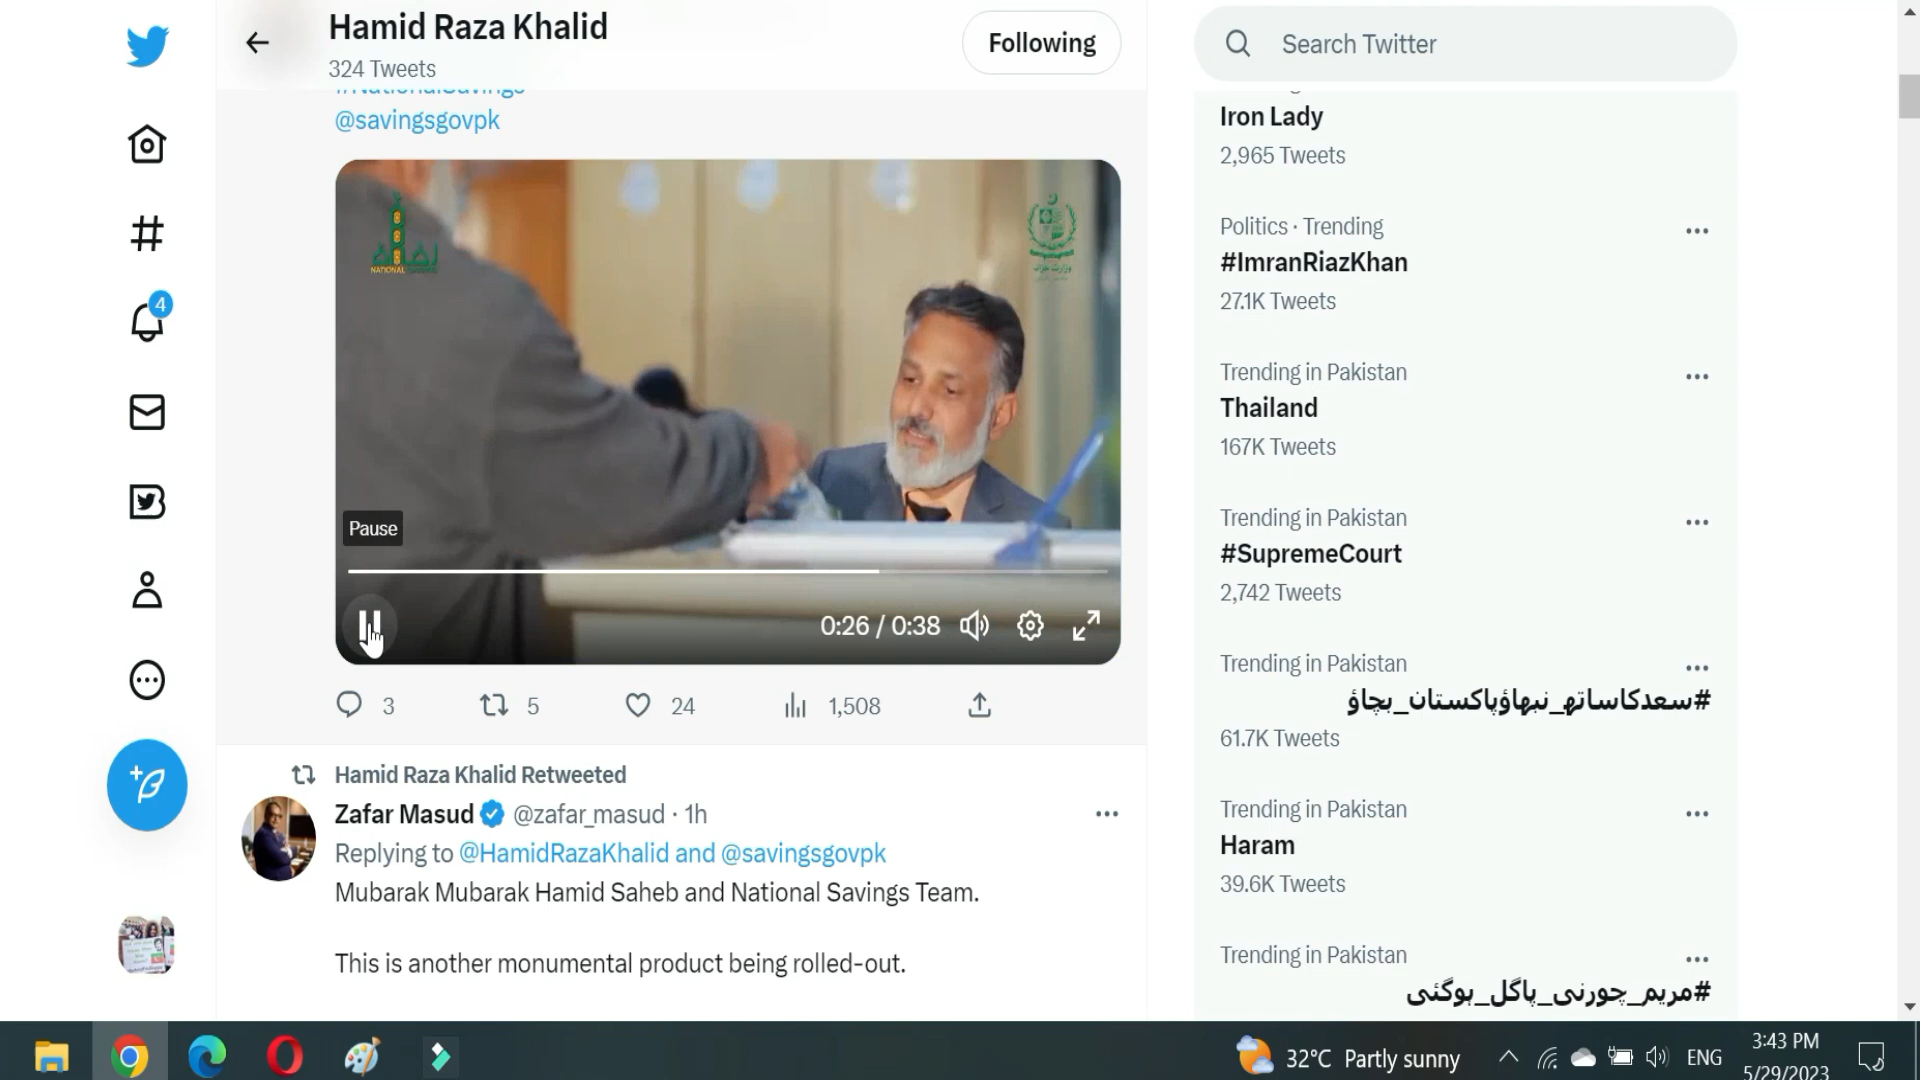 Hamid Raza Khalid
324 Tweets
Following
Search Twitter
#NationalSavings
@savingsgovpk
NATIONAL
Pause
0:26 / 0:38
3
5
24
1,508
Hamid Raza Khalid Retweeted
Zafar Masud @zafar_masud · 1h
Replying to @HamidRazaKhalid and @savingsgovpk
Mubarak Mubarak Hamid Saheb and National Savings Team.
This is another monumental product being rolled-out.
4
Iron Lady
2,965 Tweets
Politics · Trending
#ImranRiazKhan
27.1K Tweets
Trending in Pakistan
Thailand
167K Tweets
Trending in Pakistan
#SupremeCourt
2,742 Tweets
Trending in Pakistan
#سعدکاساتھ_نبھاؤپاکستان_بچاؤ
61.7K Tweets
Trending in Pakistan
Haram
39.6K Tweets
Trending in Pakistan
#مریم_چورنی_پاگل_ہوگئی
32°C Partly sunny
ENG
3:43 PM
5/29/2023